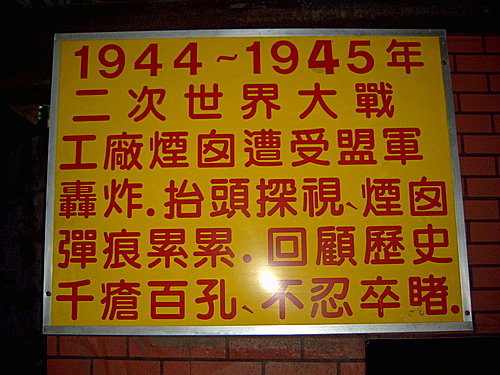 1944~1945年
二次世界大戰
工廠煙囪遭受盟軍
轟炸.抬頭探視、煙囪
彈痕累累.回顧歷史
千瘡百孔、不忍卒睹.